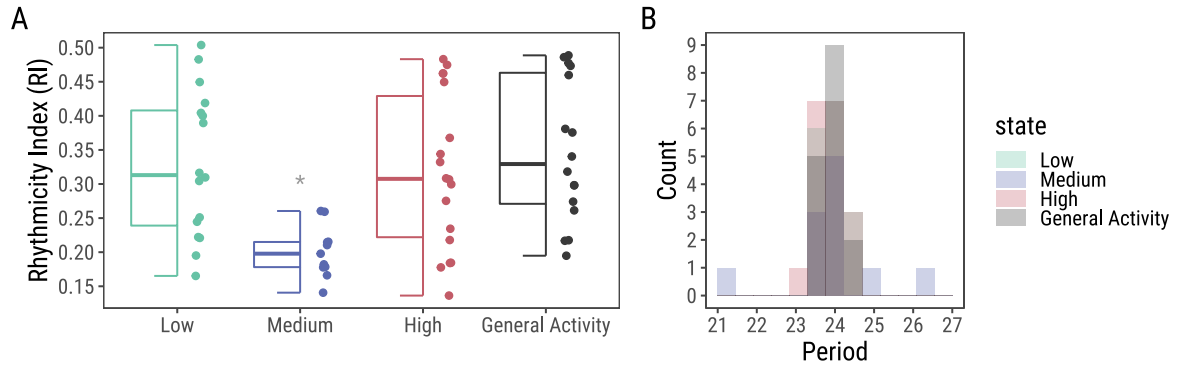 A
Rhythmicity Index (RI)
0.50
0.45
0.40
0.35
0.30
0.25
0.20
0.15
*
Low
Medium
High
General Activity
B
Count
9
8
7
6
5
4
3
2
1
0
21
22
23
24
25
26
27
Period
state
Low
Medium
High
General Activity